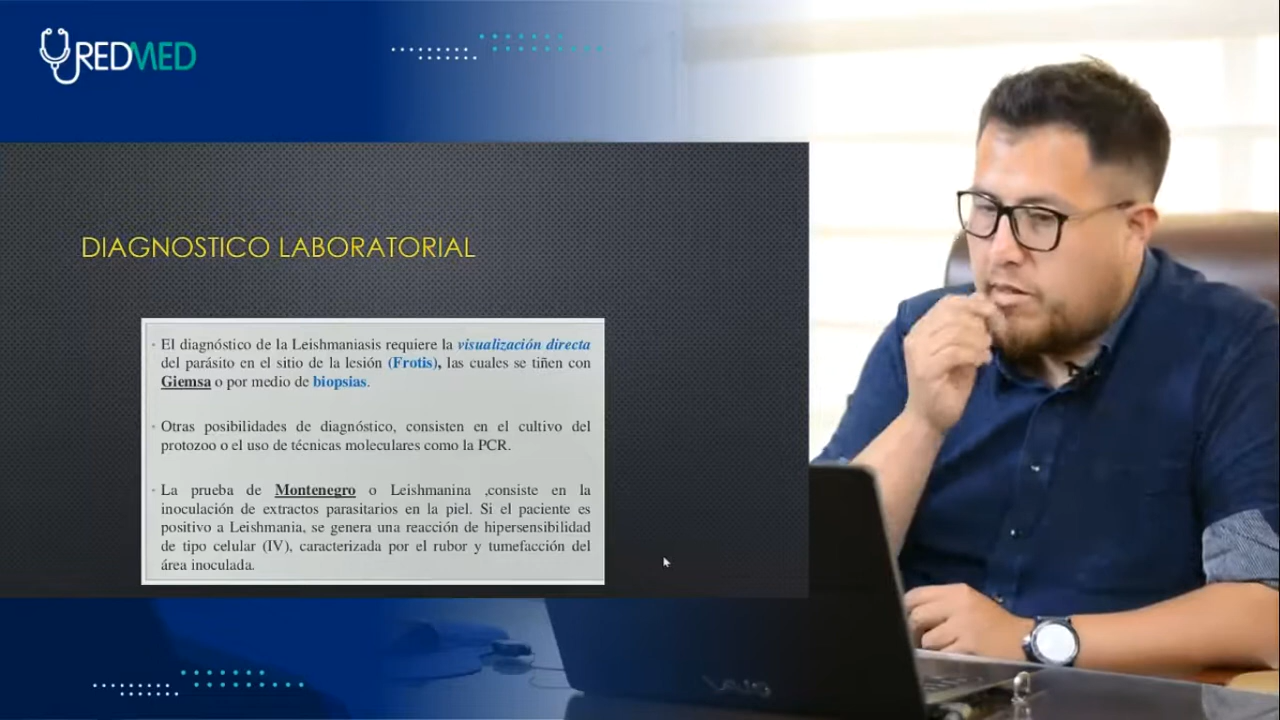 REDMED
DIAGNOSTICO LABORATORIAL
El diagnóstico de la Leishmaniasis requiere la visualización directa
del parásito en el sitio de la lesión (Frotis), las cuales se tiñen con
Giemsa o por medio de biopsias.
Otras posibilidades de diagnóstico, consisten en el cultivo del
protozoo o el uso de técnicas moleculares como la PCR.
La prueba de Montenegro o Leishmanina ,consiste en la
inoculación de extractos parasitarios en la piel. Si el paciente es
positivo a Leishmania, se genera una reacción de hipersensibilidad
de tipo celular (IV), caracterizada por el rubor y tumefacción del
área inoculada.
VAIO